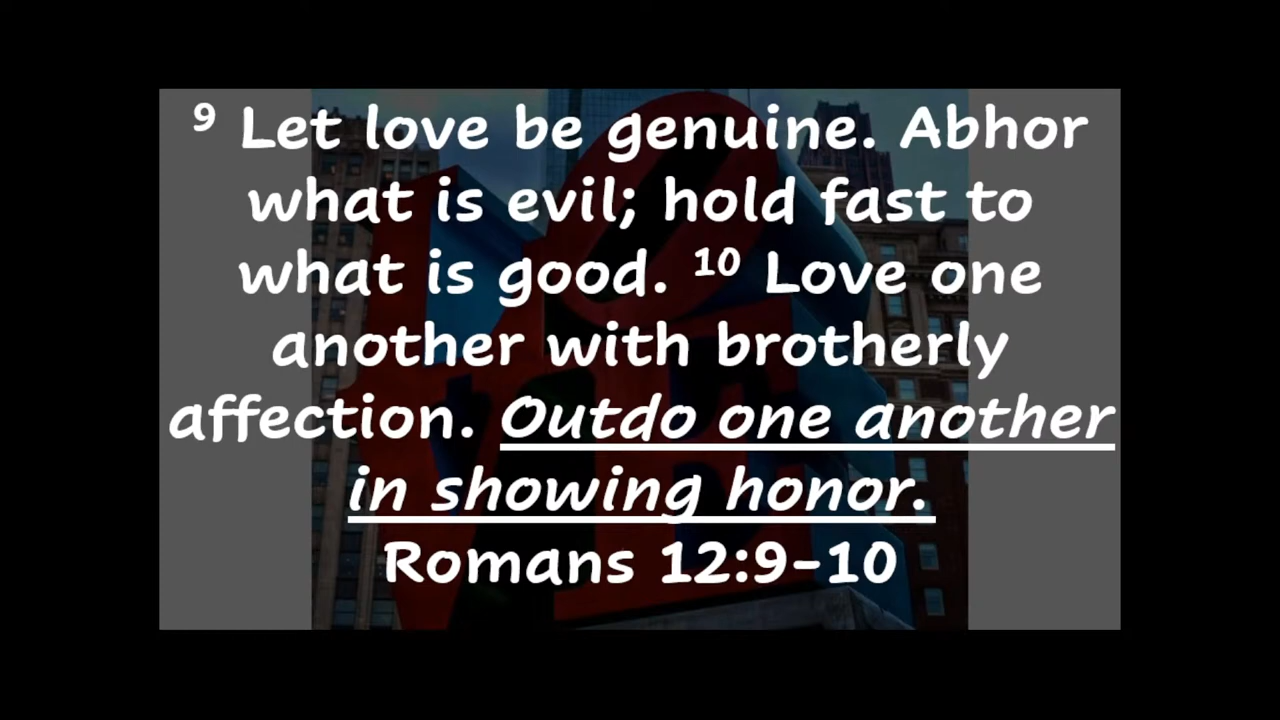 ⁹ Let love be genuine. Abhor
what is evil; hold fast to
what is good. ¹⁰ Love one
another with brotherly
affection. Outdo one another
in showing honor.
Romans 12:9-10